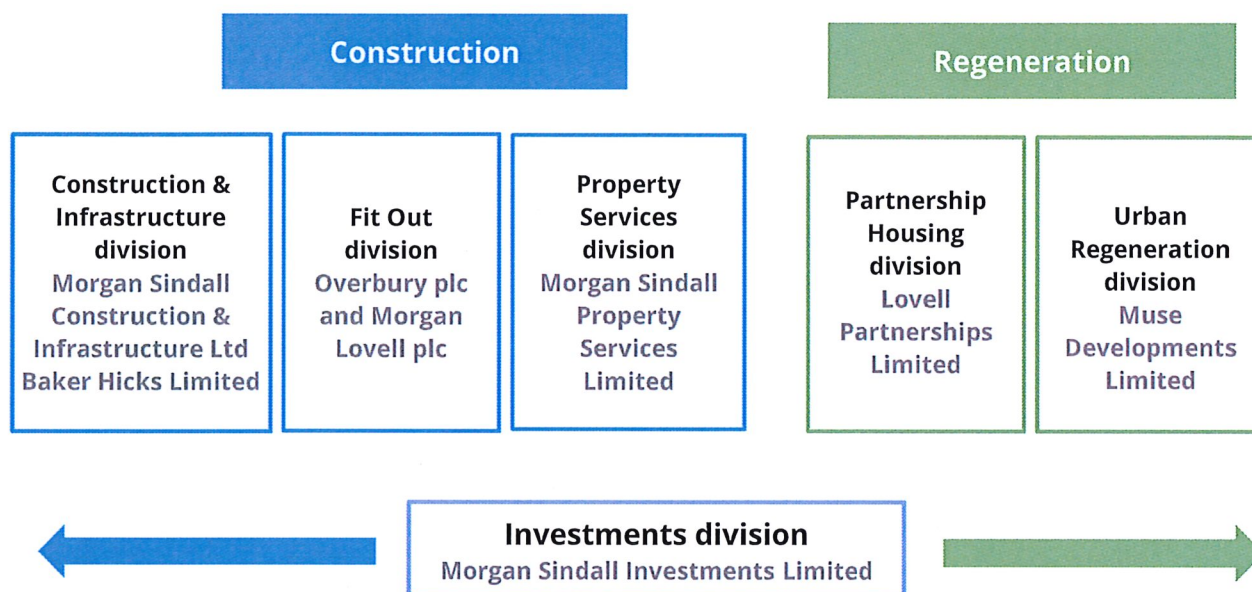 Construction
Regeneration
Construction &
Infrastructure
division
Morgan Sindall
Construction &
Infrastructure Ltd
Baker Hicks Limited
Fit Out
division
Overbury plc
and Morgan
Lovell plc
Property
Services
division
Morgan Sindall
Property
Services
Limited
Partnership
Housing
division
Lovell
Partnerships
Limited
Urban
Regeneration
division
Muse
Developments
Limited
Investments division
Morgan Sindall Investments Limited